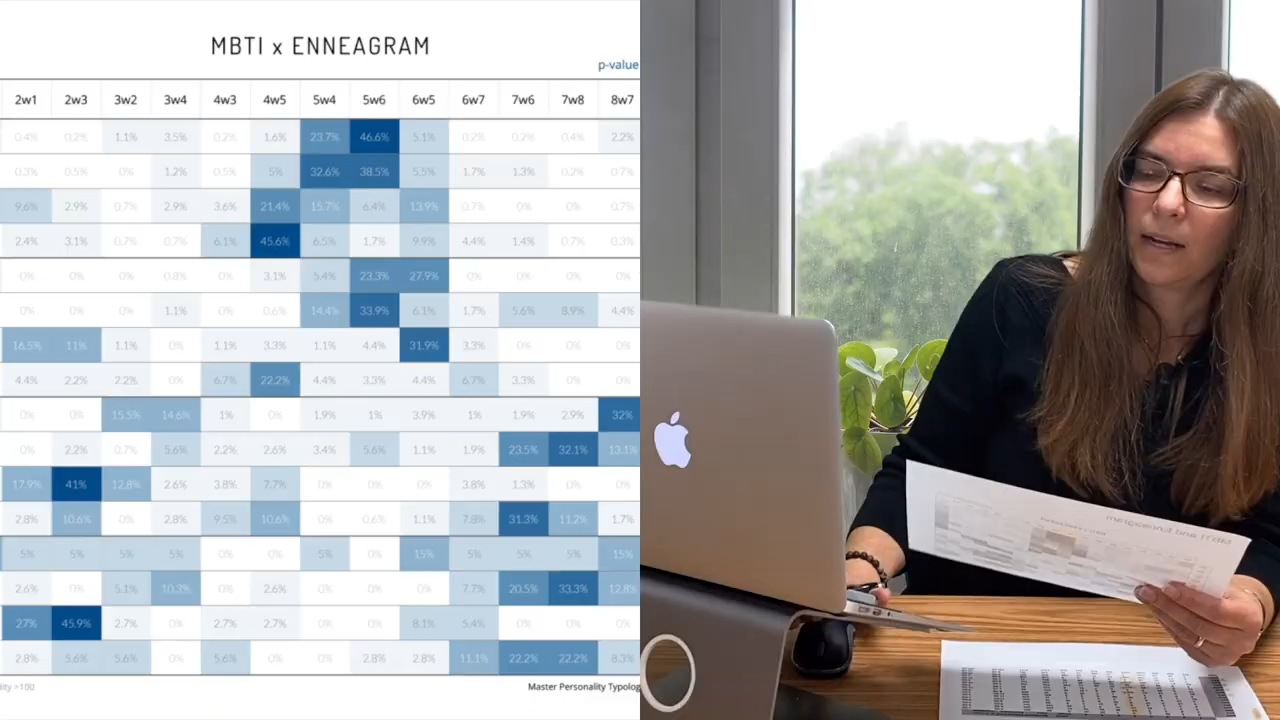 MBTI x ENNEAGRAM
p-value
2w1 2w3 3w2 3w4 4w3 4w5 5w4 5w6 6w5 6w7 7w6 7w8 8w7
0.4% 0.2% 1.1% 3.5% 0.2% 1.6% 23.7% 46.6% 5.1% 0.2% 0.2% 0.4% 2.2%
0.3% 0.5% 0% 1.2% 0.5% 5% 32.6% 38.5% 5.5% 1.7% 1.3% 0.2% 0.7%
9.6% 2.9% 0.7% 2.9% 3.6% 21.4% 15.7% 6.4% 13.9% 0.7% 0% 0% 0.7%
2.4% 3.1% 0.7% 0.7% 6.1% 45.6% 6.5% 1.7% 9.9% 4.4% 1.4% 0.7% 0.3%
0% 0% 0% 0.8% 0% 3.1% 5.4% 23.3% 27.9% 0% 0% 0% 0%
0% 0% 0% 1.1% 0% 0.6% 14.4% 33.9% 6.1% 1.7% 5.6% 8.9% 4.4%
16.5% 11% 1.1% 0% 1.1% 3.3% 1.1% 4.4% 31.9% 3.3% 0% 0% 0%
4.4% 2.2% 2.2% 0% 6.7% 22.2% 4.4% 3.3% 4.4% 6.7% 3.3% 0% 0%
0% 0% 15.5% 14.6% 1% 0% 1.9% 1% 3.9% 1% 1.9% 2.9% 32%
0% 2.2% 0.7% 5.6% 2.2% 2.6% 3.4% 5.6% 1.1% 1.9% 23.5% 32.1% 13.1%
17.9% 41% 12.8% 2.6% 3.8% 7.7% 0% 0% 0% 3.8% 1.3% 0% 0%
2.8% 10.6% 0% 2.8% 9.5% 10.6% 0% 0.6% 1.1% 7.8% 31.3% 11.2% 1.7%
5% 5% 5% 5% 0% 0% 5% 0% 15% 5% 5% 5% 15%
2.6% 0% 5.1% 10.3% 0% 2.6% 0% 0% 0% 7.7% 20.5% 33.3% 12.8%
27% 45.9% 2.7% 0% 2.7% 2.7% 0% 0% 8.1% 5.4% 0% 0% 0%
2.8% 5.6% 5.6% 0% 5.6% 0% 0% 2.8% 2.8% 11.1% 22.2% 22.2% 8.3%
Master Personality Typolog